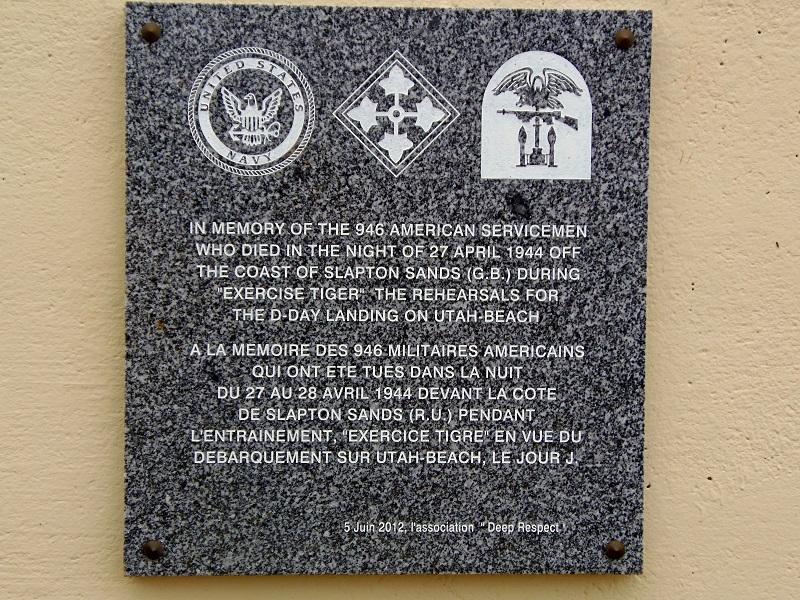 UNITED STATES
NAVY
IN MEMORY OF THE 946 AMERICAN SERVICEMEN
WHO DIED IN THE NIGHT OF 27 APRIL 1944 OFF
THE COAST OF SLAPTON SANDS (G.B.) DURING
"EXERCISE TIGER" THE REHEARSALS FOR
THE D-DAY LANDING ON UTAH-BEACH
A LA MEMOIRE DES 946 MILITAIRES AMERICAINS
QUI ONT ETE TUES DANS LA NUIT
DU 27 AU 28 AVRIL 1944 DEVANT LA COTE
DE SLAPTON SANDS (R.U.) PENDANT
L'ENTRAINEMENT, "EXERCICE TIGRE" EN VUE DU
DEBARQUEMENT SUR UTAH-BEACH, LE JOUR J.
5 Juin 2012, l'association " Deep Respect "